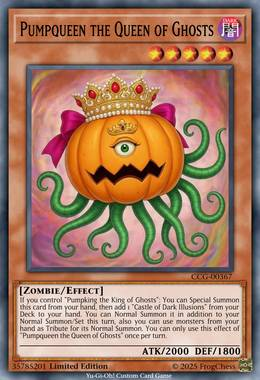 Pumpqueen the Queen of Ghosts
DARK
闇
CCG-00367
[Zombie/Effect]
If you control "Pumpking the King of Ghosts": You can Special Summon
this card from your hand, then add 1 "Castle of Dark Illusions" from your
Deck to your hand. You can Normal Summon it in addition to your
Normal Summon/Set this turn, also you can use monsters from your
hand as Tribute for its Normal Summon. You can only use this effect of
"Pumpqueen the Queen of Ghosts" once per turn.
ATK/2000 DEF/1800
35785201 Limited Edition
© 2025 FrogChess
Yu-Gi-Oh! Custom Card Game